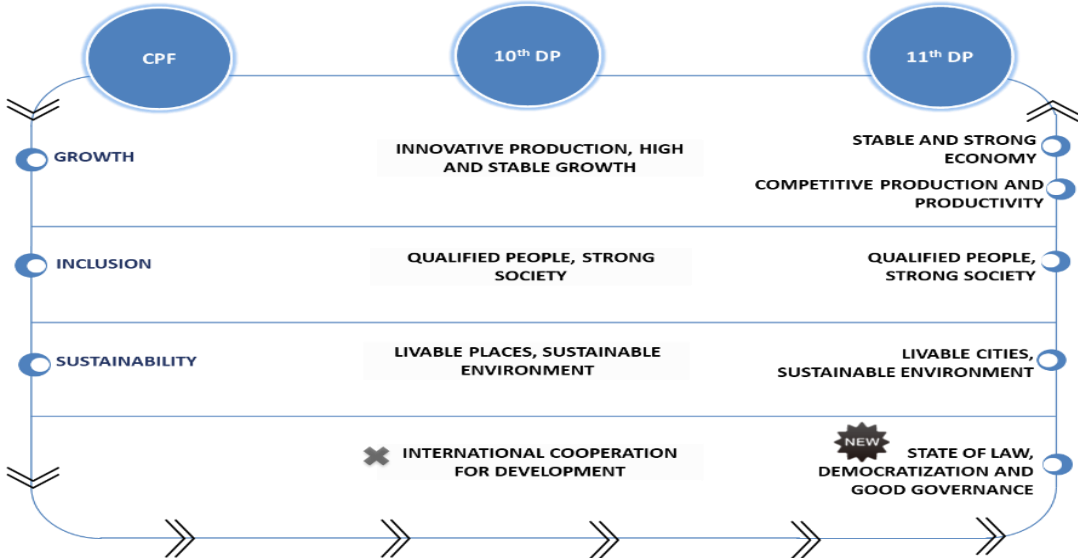 CPF
10th DP
11th DP
GROWTH
INNOVATIVE PRODUCTION, HIGH
AND STABLE GROWTH
STABLE AND STRONG
ECONOMY
COMPETITIVE PRODUCTION AND
PRODUCTIVITY
INCLUSION
QUALIFIED PEOPLE, STRONG
SOCIETY
QUALIFIED PEOPLE,
STRONG SOCIETY
SUSTAINABILITY
LIVABLE PLACES, SUSTAINABLE
ENVIRONMENT
LIVABLE CITIES,
SUSTAINABLE ENVIRONMENT
INTERNATIONAL COOPERATION
FOR DEVELOPMENT
NEW
STATE OF LAW,
DEMOCRATIZATION AND
GOOD GOVERNANCE